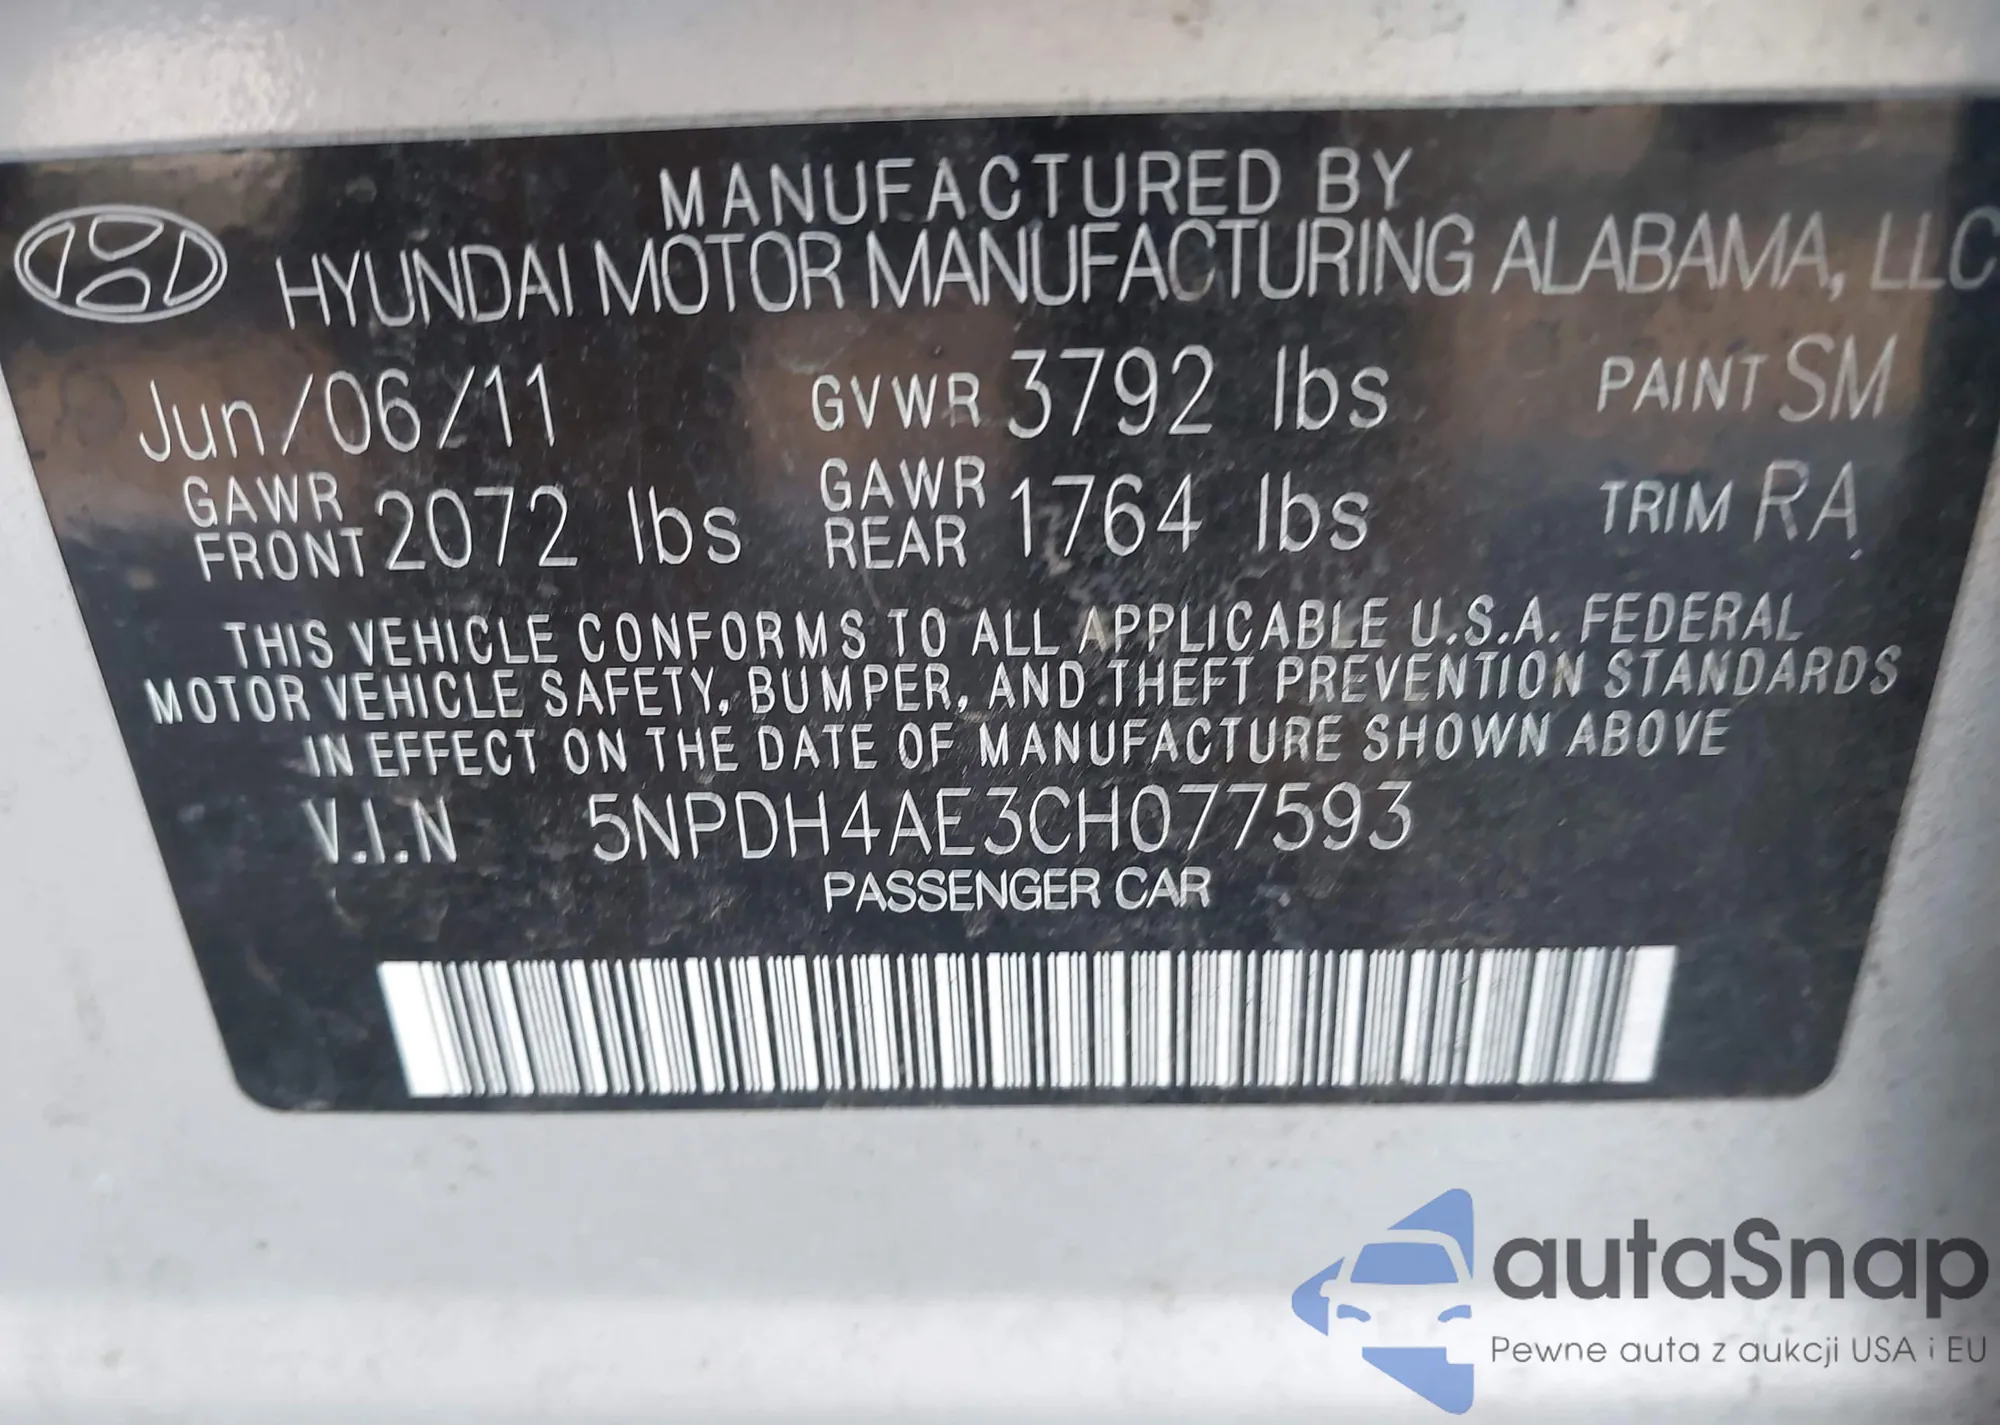 MANUFACTURED BY
HYUNDAI MOTOR MANUFACTURING ALABAMA, LLC
Jun/06/11 GVWR 3792 lbs PAINT SM
GAWR FRONT 2072 lbs GAWR REAR 1764 lbs TRIM RA
THIS VEHICLE CONFORMS TO ALL APPLICABLE U.S.A. FEDERAL
MOTOR VEHICLE SAFETY, BUMPER, AND THEFT PREVENTION STANDARDS
IN EFFECT ON THE DATE OF MANUFACTURE SHOWN ABOVE
V.I.N 5NPDH4AE3CH077593
PASSENGER CAR
autaSnap
Pewne auta z aukcji USA i EU